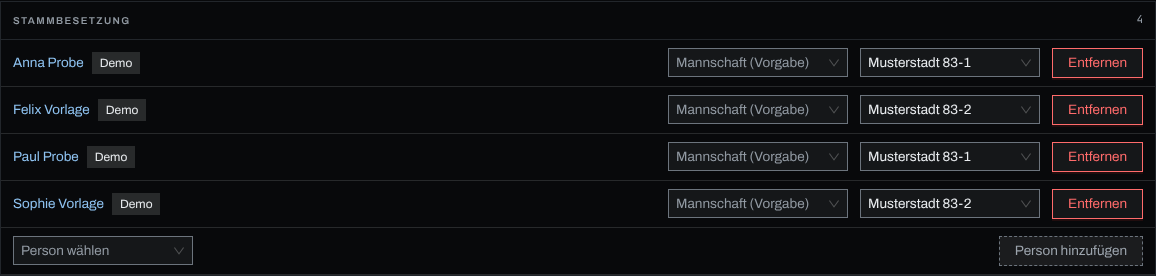 STAMMBESETZUNG 4
Anna Probe Demo Mannschaft (Vorgabe) Musterstadt 83-1 Entfernen
Felix Vorlage Demo Mannschaft (Vorgabe) Musterstadt 83-2 Entfernen
Paul Probe Demo Mannschaft (Vorgabe) Musterstadt 83-1 Entfernen
Sophie Vorlage Demo Mannschaft (Vorgabe) Musterstadt 83-2 Entfernen
Person wählen Person hinzufügen